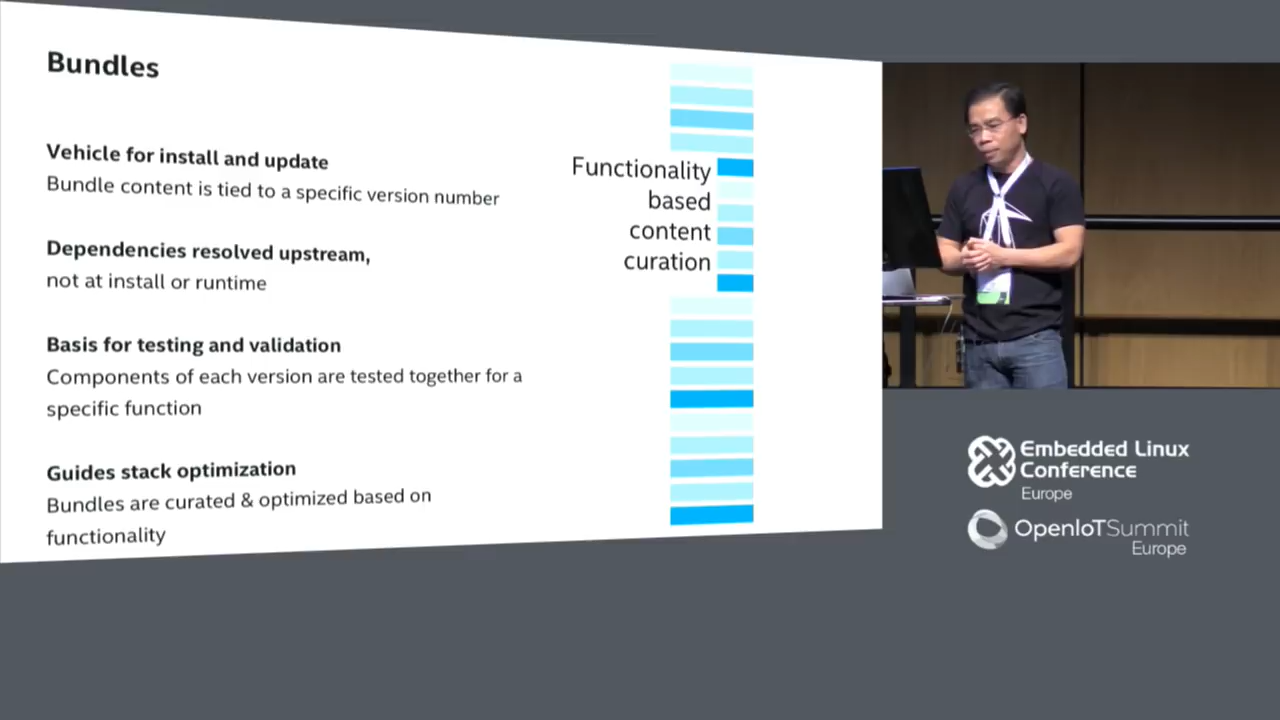 Bundles
Vehicle for install and update
Bundle content is tied to a specific version number
Dependencies resolved upstream,
not at install or runtime
Basis for testing and validation
Components of each version are tested together for a
specific function
Guides stack optimization
Bundles are curated & optimized based on
functionality
Functionality
based
content
curation
Embedded Linux
Conference
Europe
OpenIoTSummit
Europe